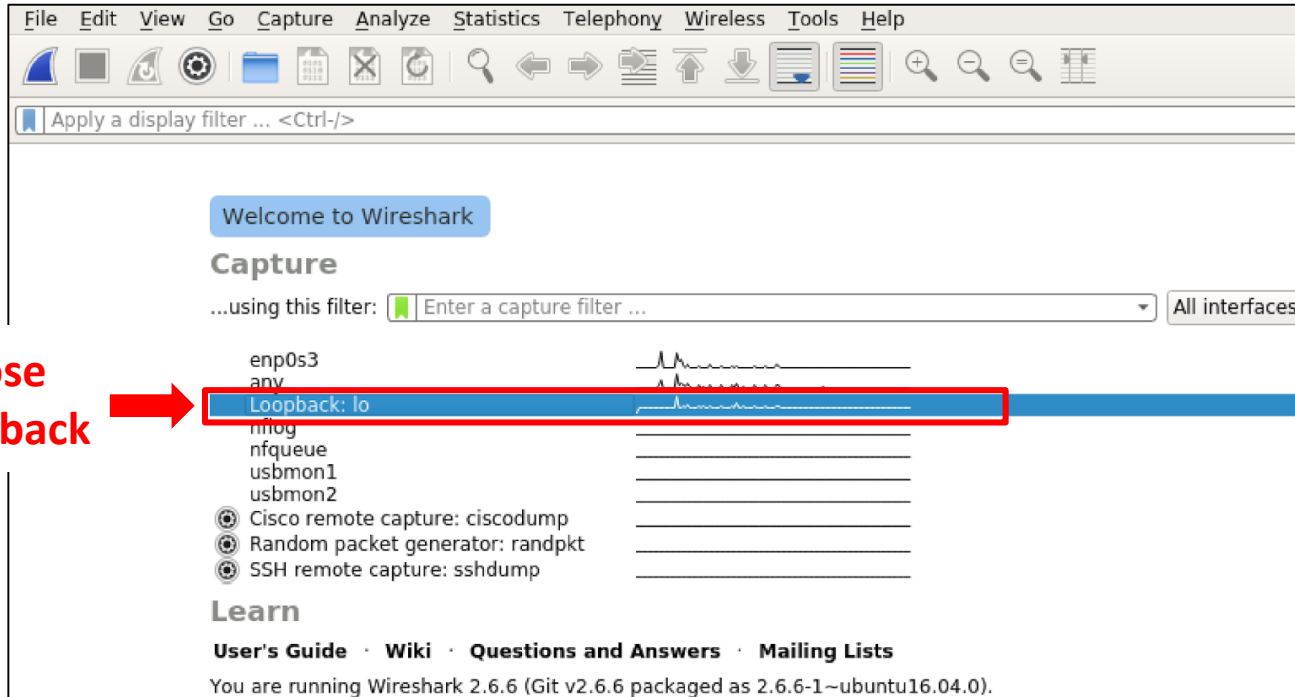 File Edit View Go Capture Analyze Statistics Telephony Wireless Tools Help
Apply a display filter ... <Ctrl-/>
Welcome to Wireshark
Capture
...using this filter: Enter a capture filter ... All interfaces
enp0s3
any
Loopback: lo
nflog
nfqueue
usbmon1
usbmon2
Cisco remote capture: ciscodump
Random packet generator: randpkt
SSH remote capture: sshdump
ose
back
Learn
User's Guide · Wiki · Questions and Answers · Mailing Lists
You are running Wireshark 2.6.6 (Git v2.6.6 packaged as 2.6.6-1~ubuntu16.04.0).